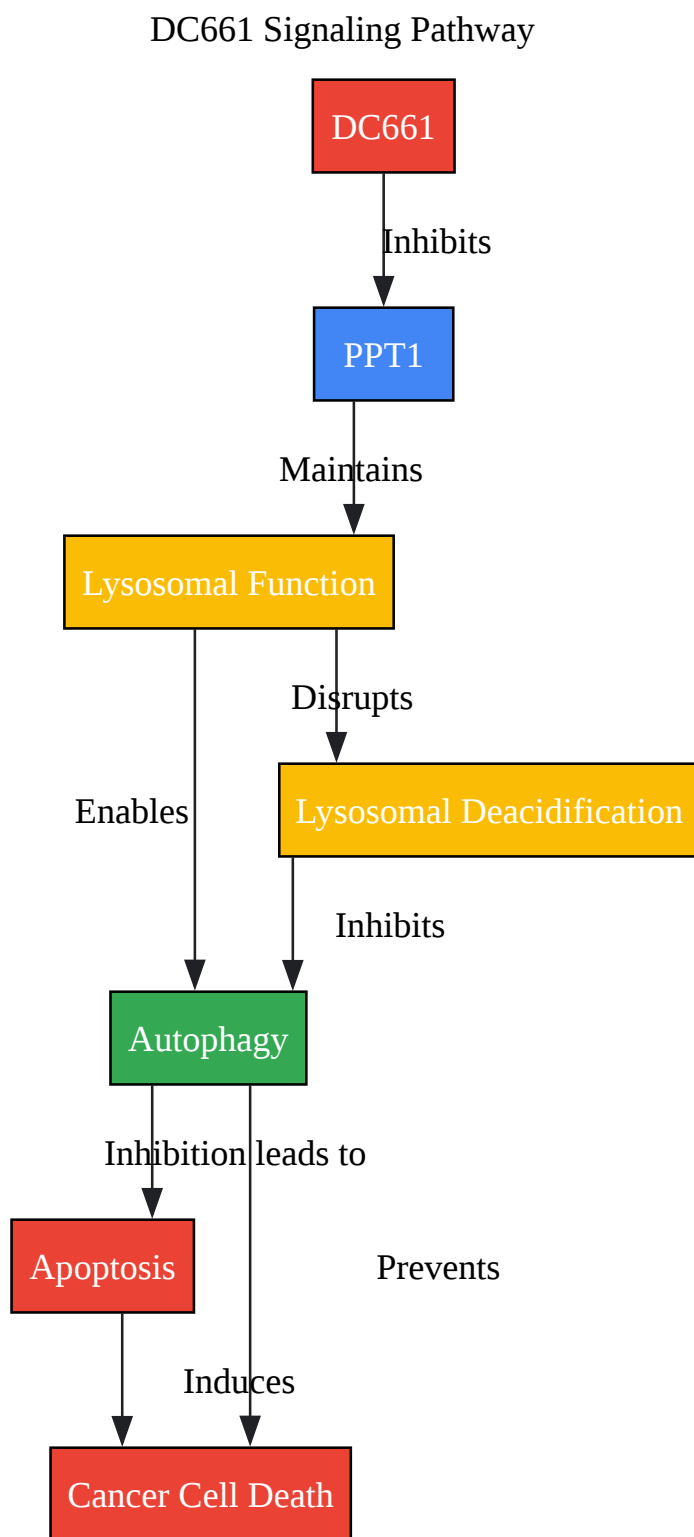 DC661 Signaling Pathway
DC661
Inhibits
PPT1
Maintains
Lysosomal Function
Disrupts
Enables
Lysosomal Deacidification
Inhibits
Autophagy
Inhibition leads to
Apoptosis
Prevents
Induces
Cancer Cell Death